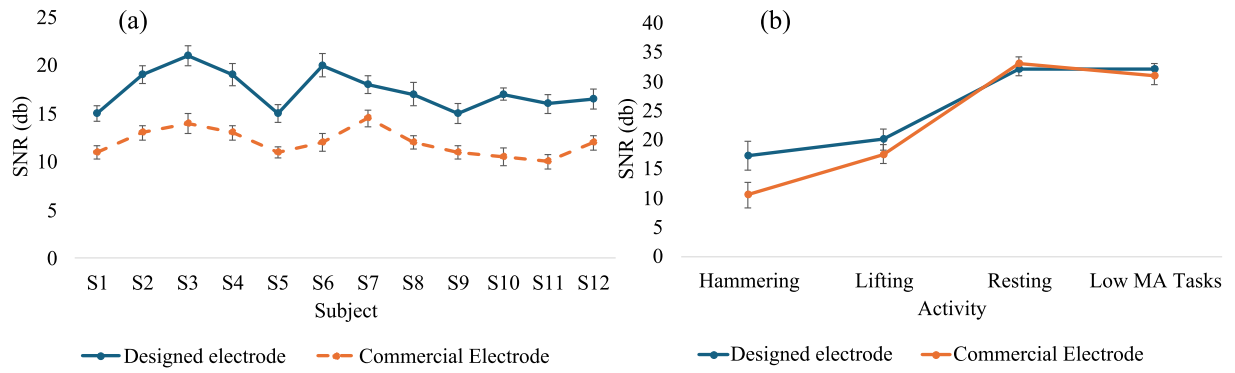 (a)
25
20
15
10
5
0
SNR (db)
S1 S2 S3 S4 S5 S6 S7 S8 S9 S10 S11 S12
Subject
Designed electrode Commercial Electrode
(b)
40
35
30
25
20
15
10
5
0
SNR (db)
Hammering Lifting Resting Low MA Tasks
Activity
Designed electrode Commercial Electrode